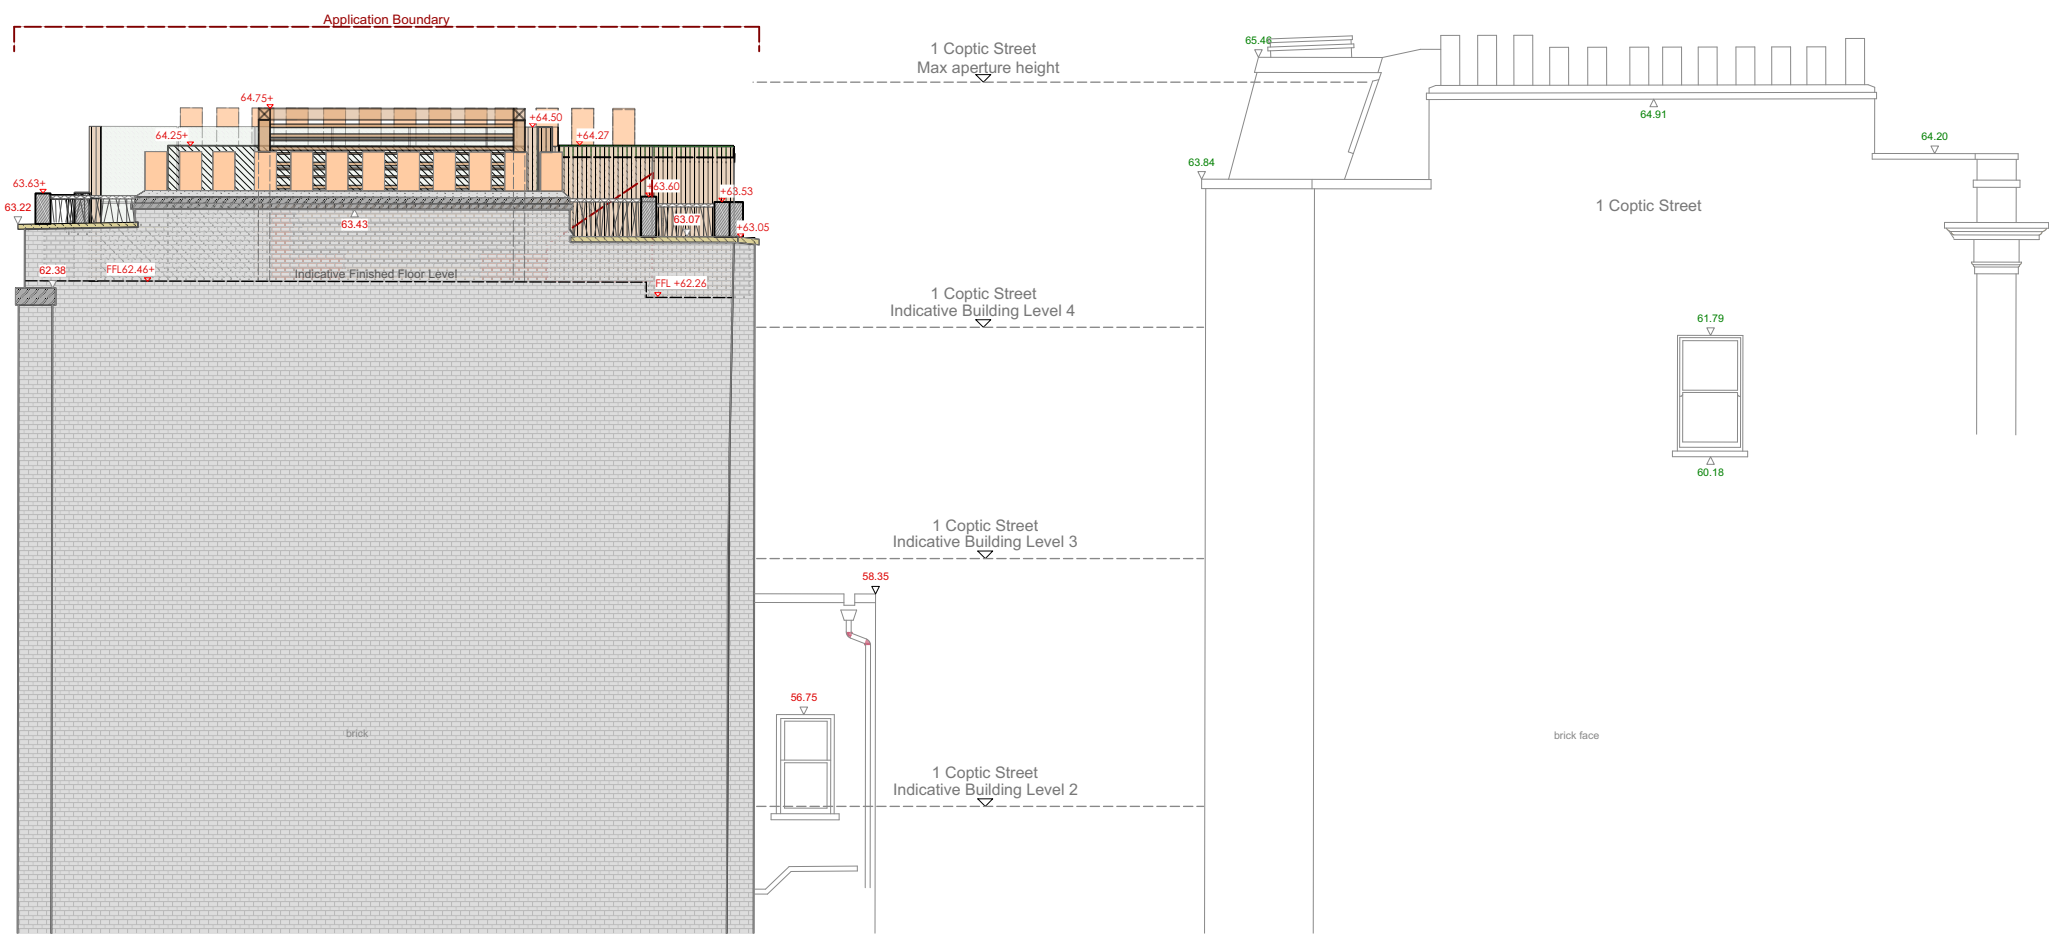 Application Boundary
1 Coptic Street
Max aperture height
65.46
64.75+
+64.50
64.25+
+64.27
64.91
64.20
63.84
63.63+
+63.60
+63.53
63.22
63.43
63.07
+63.05
1 Coptic Street
62.38
FFL62.46+
Indicative Finished Floor Level
FFL +62.26
1 Coptic Street
Indicative Building Level 4
61.79
60.18
1 Coptic Street
Indicative Building Level 3
58.35
56.75
brick
brick face
1 Coptic Street
Indicative Building Level 2